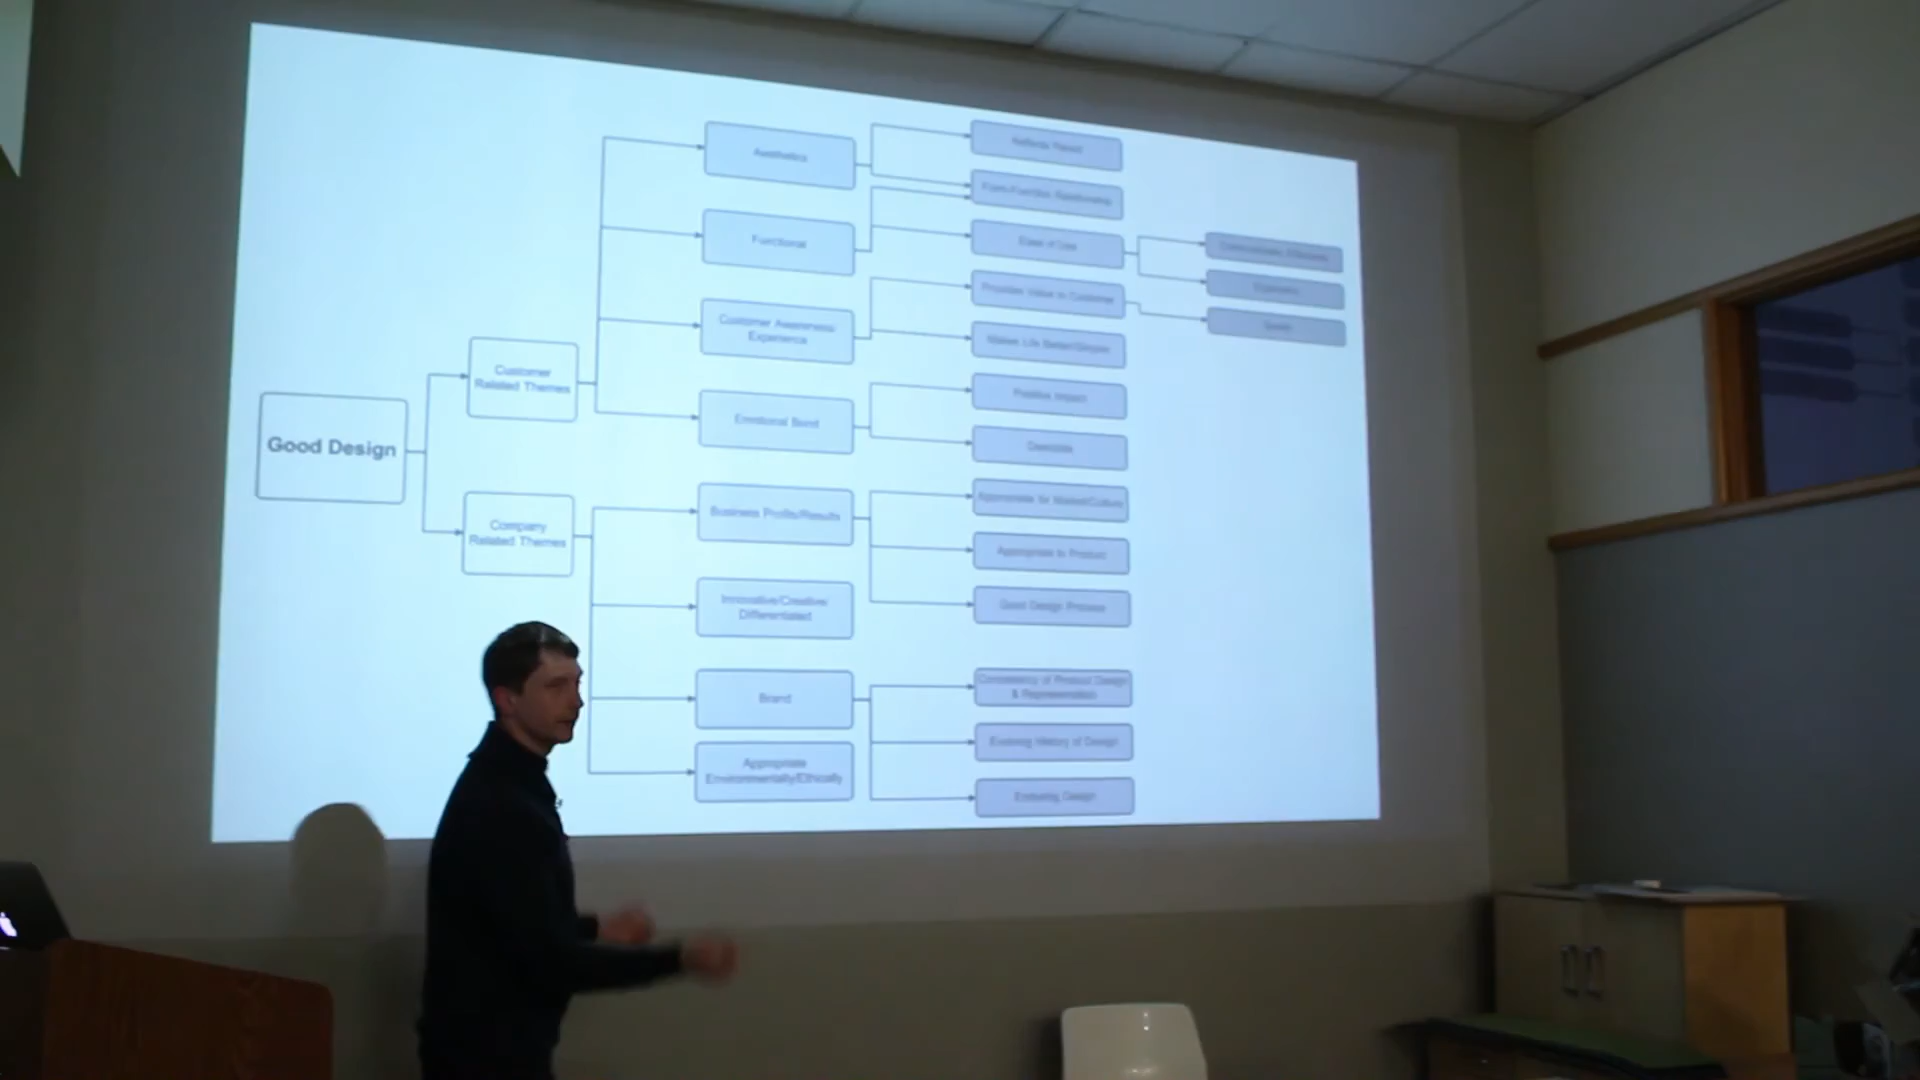 Good Design
Customer
Related Themes
Company
Related Themes
Aesthetics
Functional
Customer Awareness/
Experience
Emotional Bond
Business Profits/Results
Innovative/Creative/
Differentiated
Brand
Appropriate
Environmentally/Ethically
Form-Function Relationship
Ease of Use
Provides Value to Customer
Makes Life Better/Simpler
Positive Impact
Desirable
Appropriate for Market/Culture
Appropriate to Product
Good Design Process
Consistency of Product Design
& Representation
Evolving History of Design
Enduring Design
Ergonomics